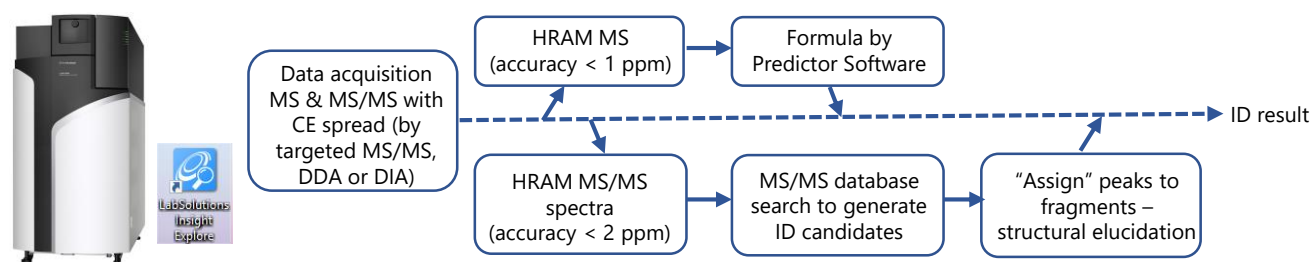 HRAM MS
(accuracy < 1 ppm)
Formula by
Predictor Software
Data acquisition
MS & MS/MS with
CE spread (by
targeted MS/MS,
DDA or DIA)
ID result
LabSolutions
Insight
Explore
HRAM MS/MS
spectra
(accuracy < 2 ppm)
MS/MS database
search to generate
ID candidates
“Assign” peaks to
fragments –
structural elucidation